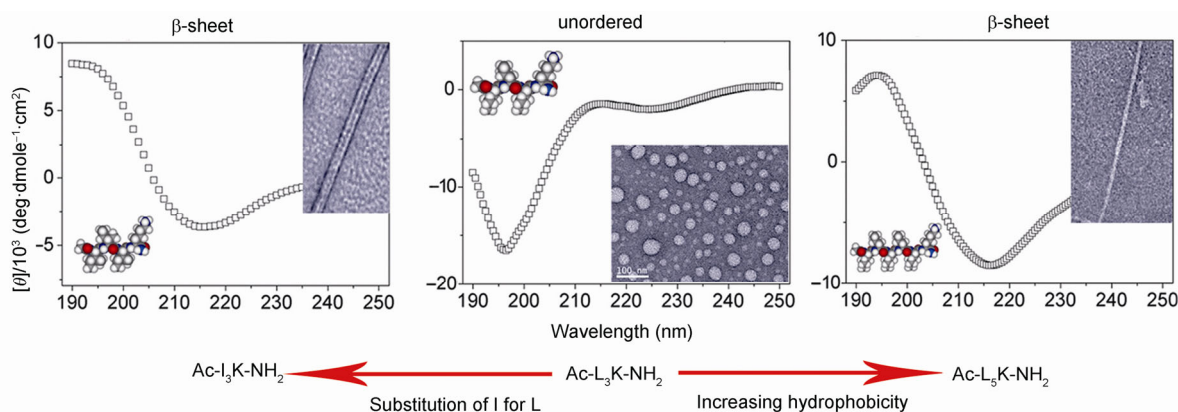 β-sheet
unordered
β-sheet
[θ]/10³ (deg·dmole⁻¹·cm²)
10
5
0
−5
190 200 210 220 230 240 250
0
−10
−20
100 nm
190 200 210 220 230 240 250
10
0
−10
190 200 210 220 230 240 250
Wavelength (nm)
Ac-I₃K-NH₂
Ac-L₃K-NH₂
Ac-L₅K-NH₂
Substitution of I for L
Increasing hydrophobicity